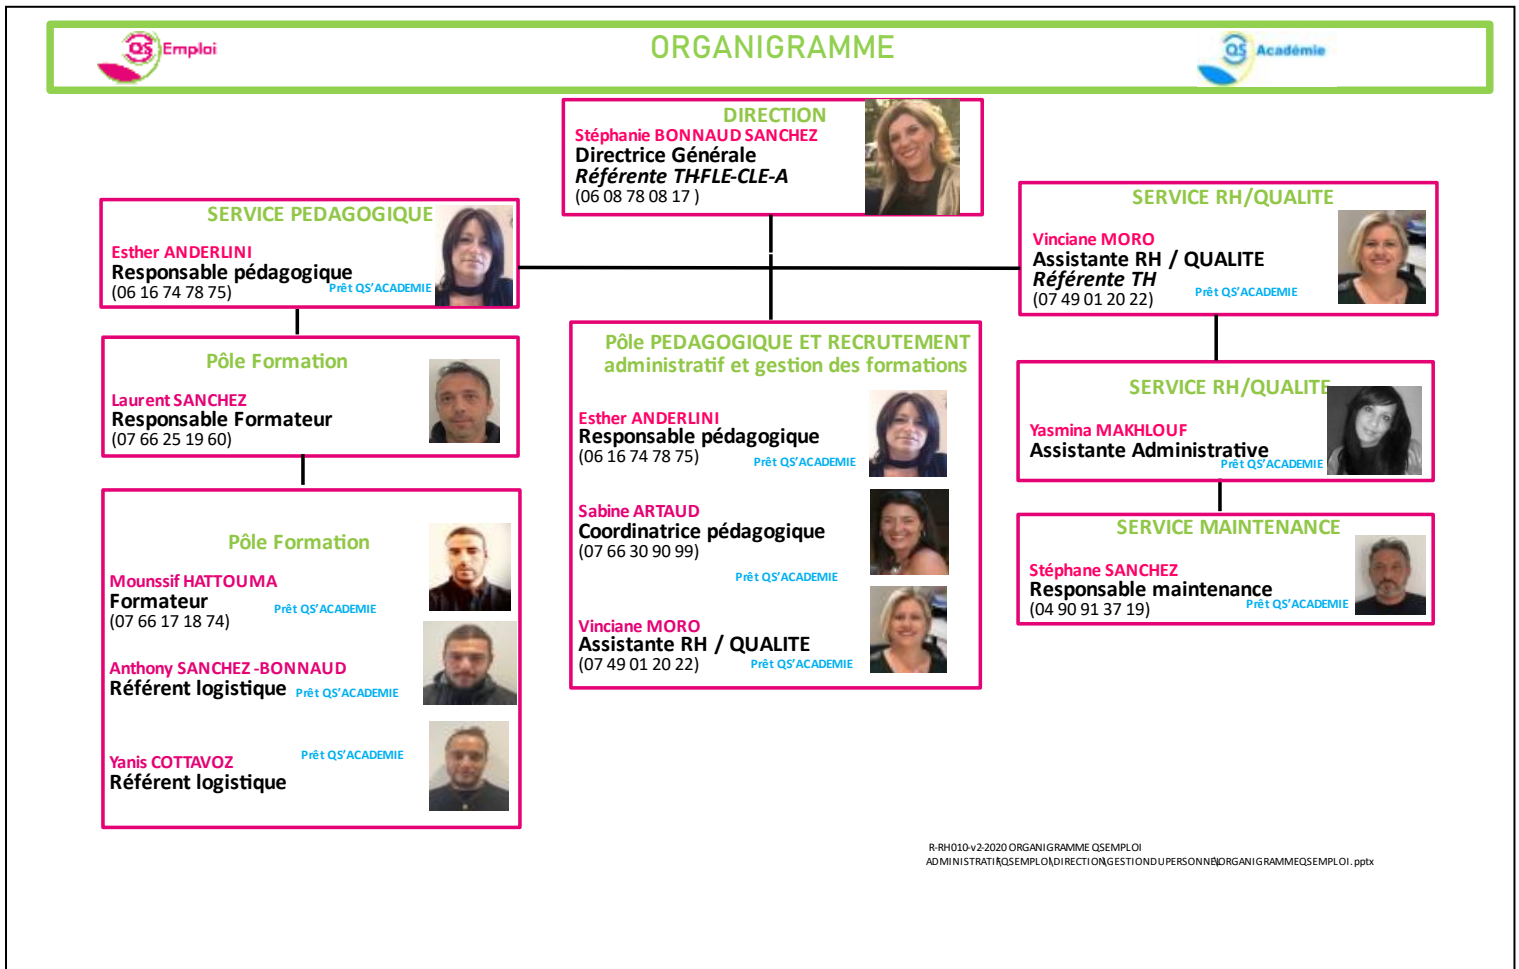 QS Emploi
ORGANIGRAMME
QS Académie
DIRECTION
Stéphanie BONNAUD SANCHEZ
Directrice Générale
Référente TH-FLE-CLE-A
(06 08 78 08 17 )
SERVICE PEDAGOGIQUE
Esther ANDERLINI
Responsable pédagogique
(06 16 74 78 75)
Prêt QS'ACADEMIE
SERVICE RH/QUALITE
Vinciane MORO
Assistante RH / QUALITE
Référente TH
(07 49 01 20 22)
Prêt QS'ACADEMIE
Pôle Formation
Laurent SANCHEZ
Responsable Formateur
(07 66 25 19 60)
Pôle PEDAGOGIQUE ET RECRUTEMENT
administratif et gestion des formations
Esther ANDERLINI
Responsable pédagogique
(06 16 74 78 75)
Prêt QS'ACADEMIE
Sabine ARTAUD
Coordinatrice pédagogique
(07 66 30 90 99)
Prêt QS'ACADEMIE
Vinciane MORO
Assistante RH / QUALITE
(07 49 01 20 22)
Prêt QS'ACADEMIE
SERVICE RH/QUALITE
Yasmina MAKHLOUF
Assistante Administrative
Prêt QS'ACADEMIE
Pôle Formation
Mounssif HATTOUMA
Formateur
(07 66 17 18 74)
Prêt QS'ACADEMIE
Anthony SANCHEZ -BONNAUD
Référent logistique
Prêt QS'ACADEMIE
Yanis COTTAVOZ
Référent logistique
Prêt QS'ACADEMIE
SERVICE MAINTENANCE
Stéphane SANCHEZ
Responsable maintenance
(04 90 91 37 19)
Prêt QS'ACADEMIE
R-RH010-v2-2020 ORGANIGRAMME QSEMPLOI
ADMINISTRATIF\QSEMPLOI\DIRECTION\GESTIONDUPERSONNEL\ORGANIGRAMMEQSEMPLOI.pptx